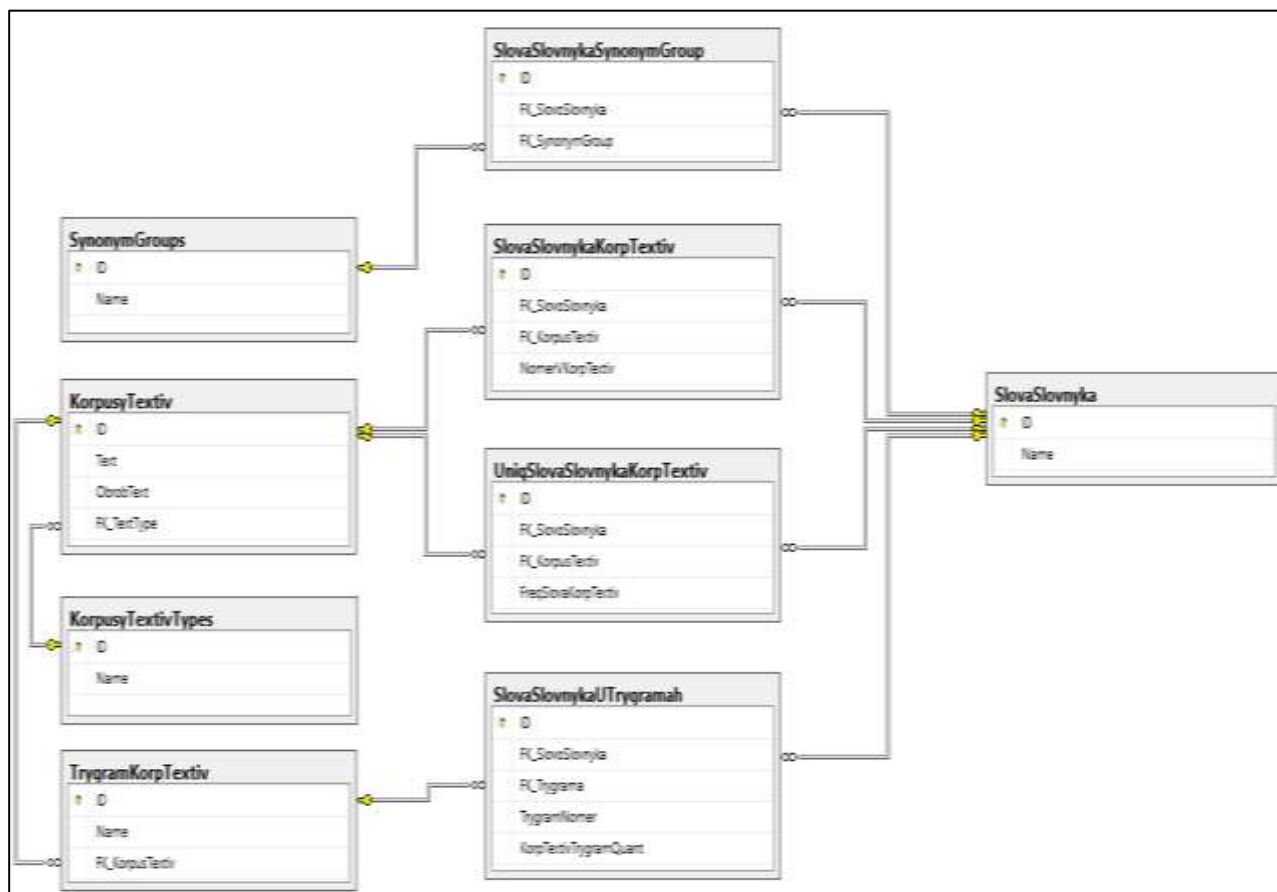 SlovaSlovnykaSynonymGroup
ID
FK_SlovoSlovnyka
FK_SynonymGroup
SynonymGroups
ID
Name
SlovaSlovnykaKorpTextiv
ID
FK_SlovoSlovnyka
FK_KorpusTextiv
NomerVKorpTextiv
KorpusyTextiv
ID
Text
ObrobText
FK_TextType
SlovaSlovnyka
ID
Name
UniqSlovaSlovnykaKorpTextiv
ID
FK_SlovoSlovnyka
FK_KorpusTextiv
FreqSlovaKorpTextiv
KorpusyTextivTypes
ID
Name
SlovaSlovnykaUTrygramah
ID
FK_SlovoSlovnyka
FK_Trygrama
TrygramNomer
KorpTextivTrygramQuant
TrygramKorpTextiv
ID
Name
FK_KorpusTextiv